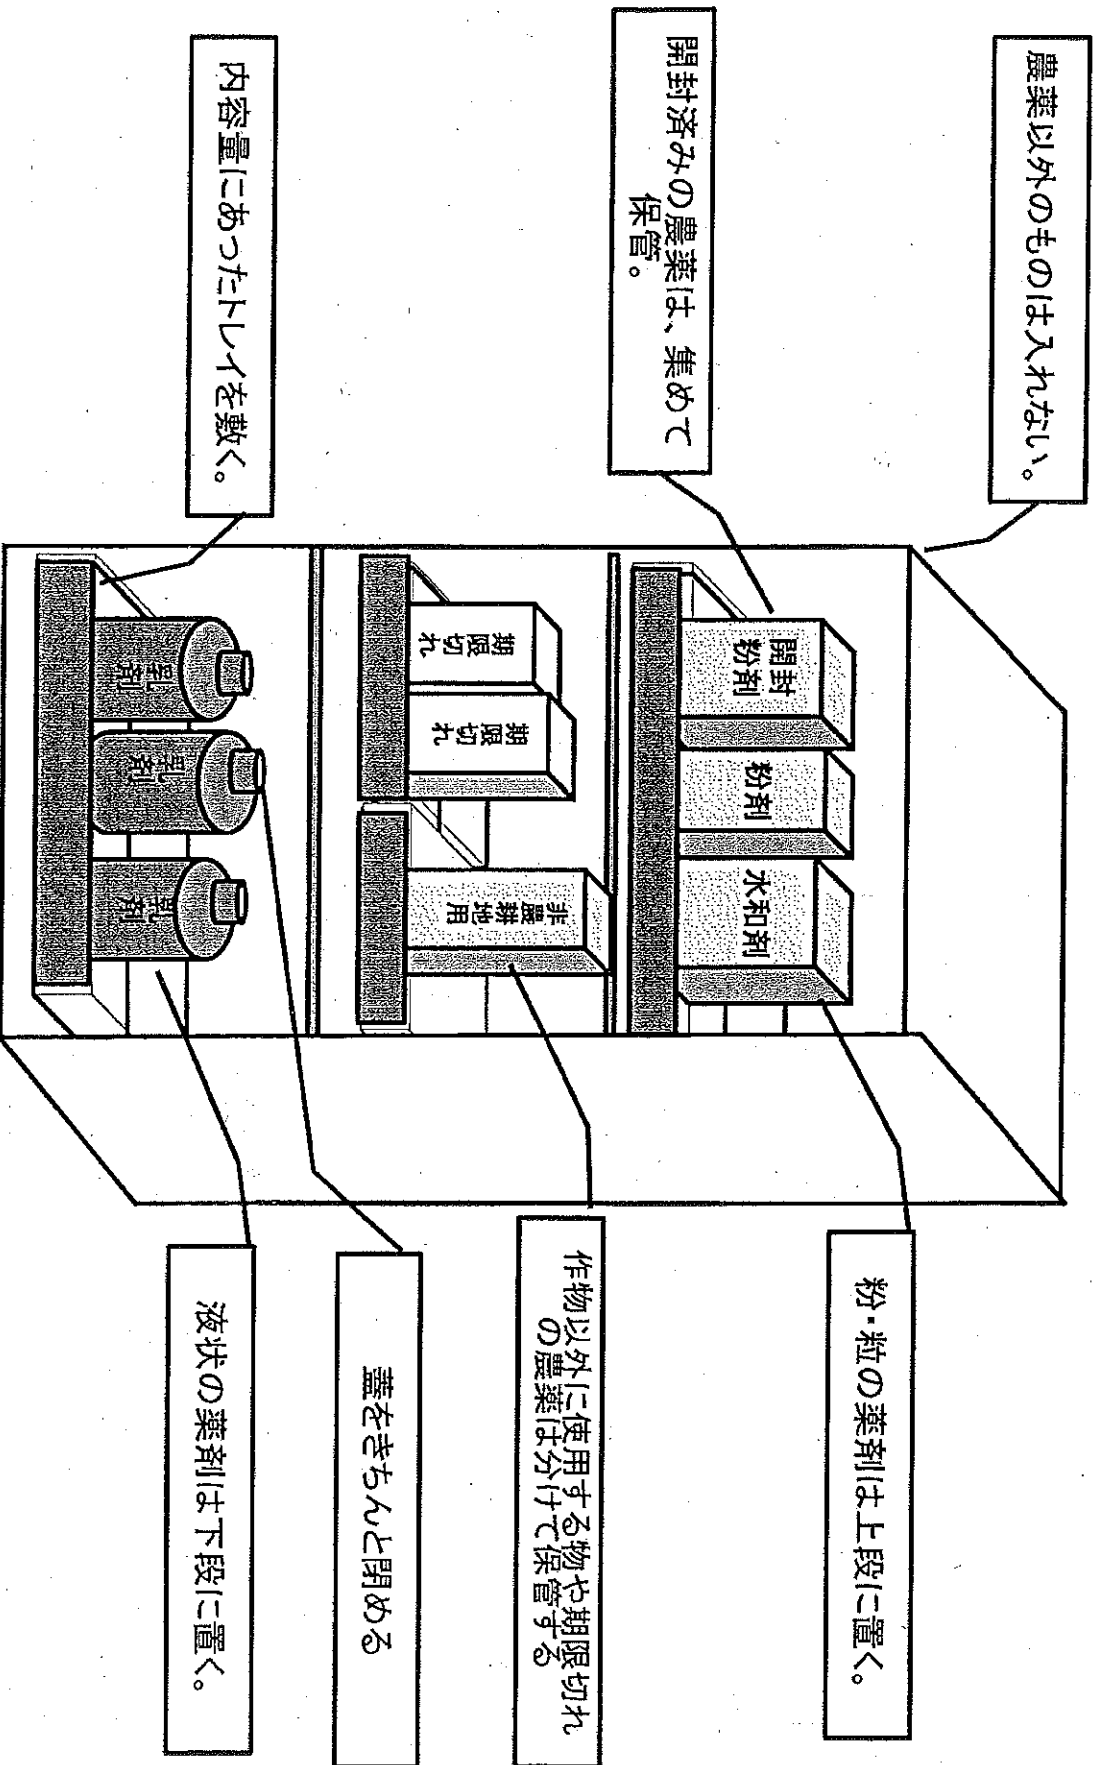 農薬以外のものは入れない。
開封済みの農薬は、集めて
保管。
内容量にあったトレイを敷く。
開封
粉剤
粉剤
水和剤
期限切
れ
期限切
れ
非農
耕地
用
乳
剤
乳
剤
乳
剤
粉・粒の薬剤は上段に置く。
作物以外に使用する物や期限切れ
の農薬は分けて保管する
蓋をきちんと閉める
液状の薬剤は下段に置く。